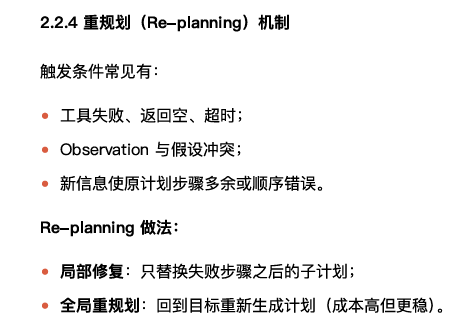 2.2.4 重规划（Re-planning）机制
触发条件常见有：
• 工具失败、返回空、超时；
• Observation 与假设冲突；
• 新信息使原计划步骤多余或顺序错误。
Re-planning 做法：
• 局部修复：只替换失败步骤之后的子计划；
• 全局重规划：回到目标重新生成计划（成本高但更稳）。